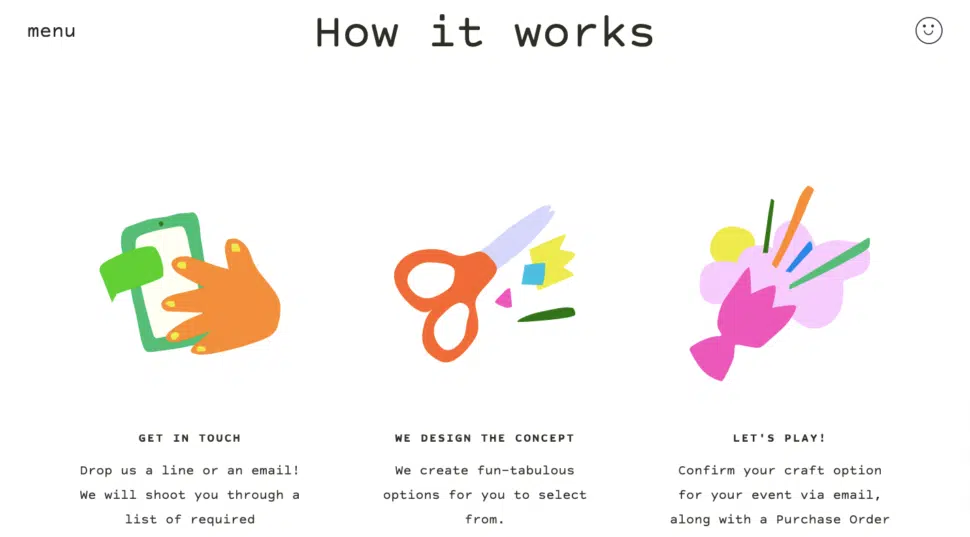 menu
How it works
GET IN TOUCH
Drop us a line or an email!
We will shoot you through a
list of required
WE DESIGN THE CONCEPT
We create fun-tabulous
options for you to select
from.
LET'S PLAY!
Confirm your craft option
for your event via email,
along with a Purchase Order